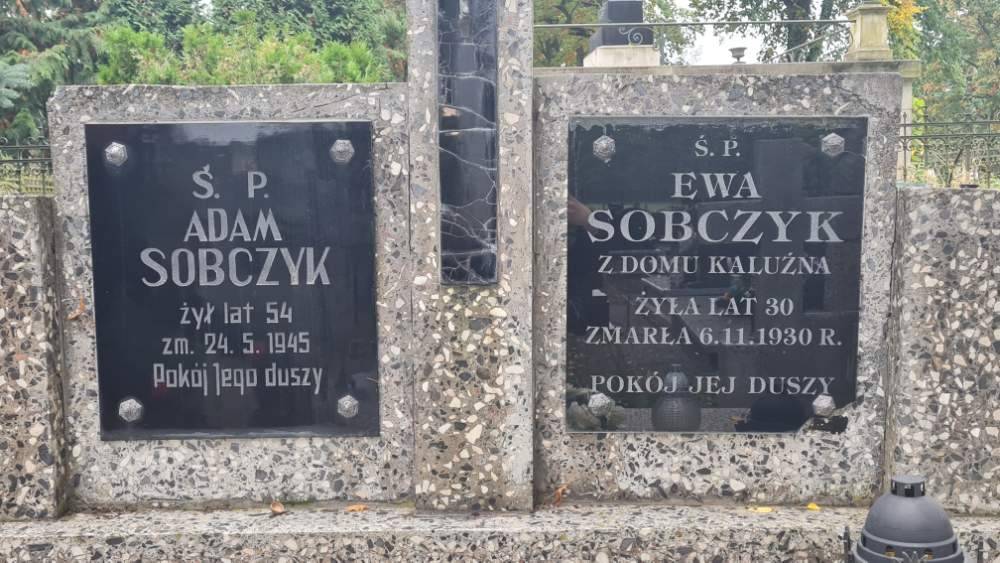 Ś. P.
ADAM
SOBCZYK
żył lat 54
zm. 24. 5. 1945
Pokój Jego duszy
Ś. P.
EWA
SOBCZYK
Z DOMU KALUŹNA
ŻYŁA LAT 30
ZMARŁA 6.11.1930 R.
POKÓJ JEJ DUSZY